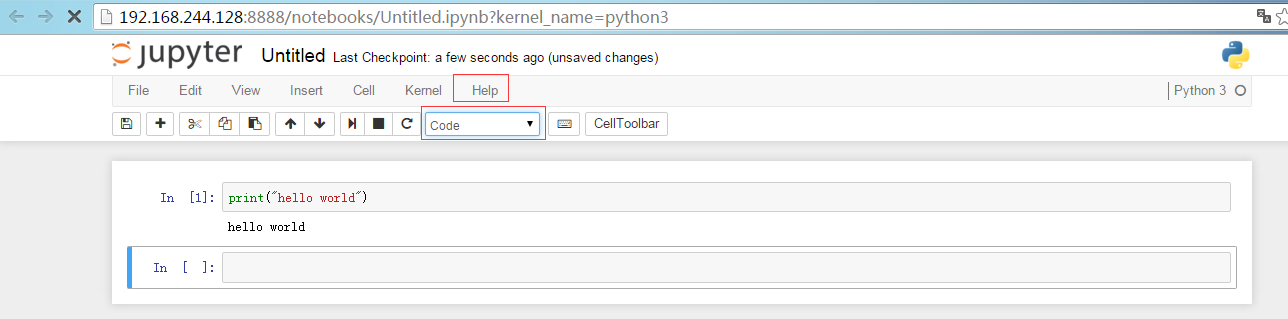 192.168.244.128:8888/notebooks/Untitled.ipynb?kernel_name=python3
jupyter Untitled Last Checkpoint: a few seconds ago (unsaved changes)
File Edit View Insert Cell Kernel Help Python 3
Code CellToolbar
In [1]: print("hello world")
hello world
In [ ]: